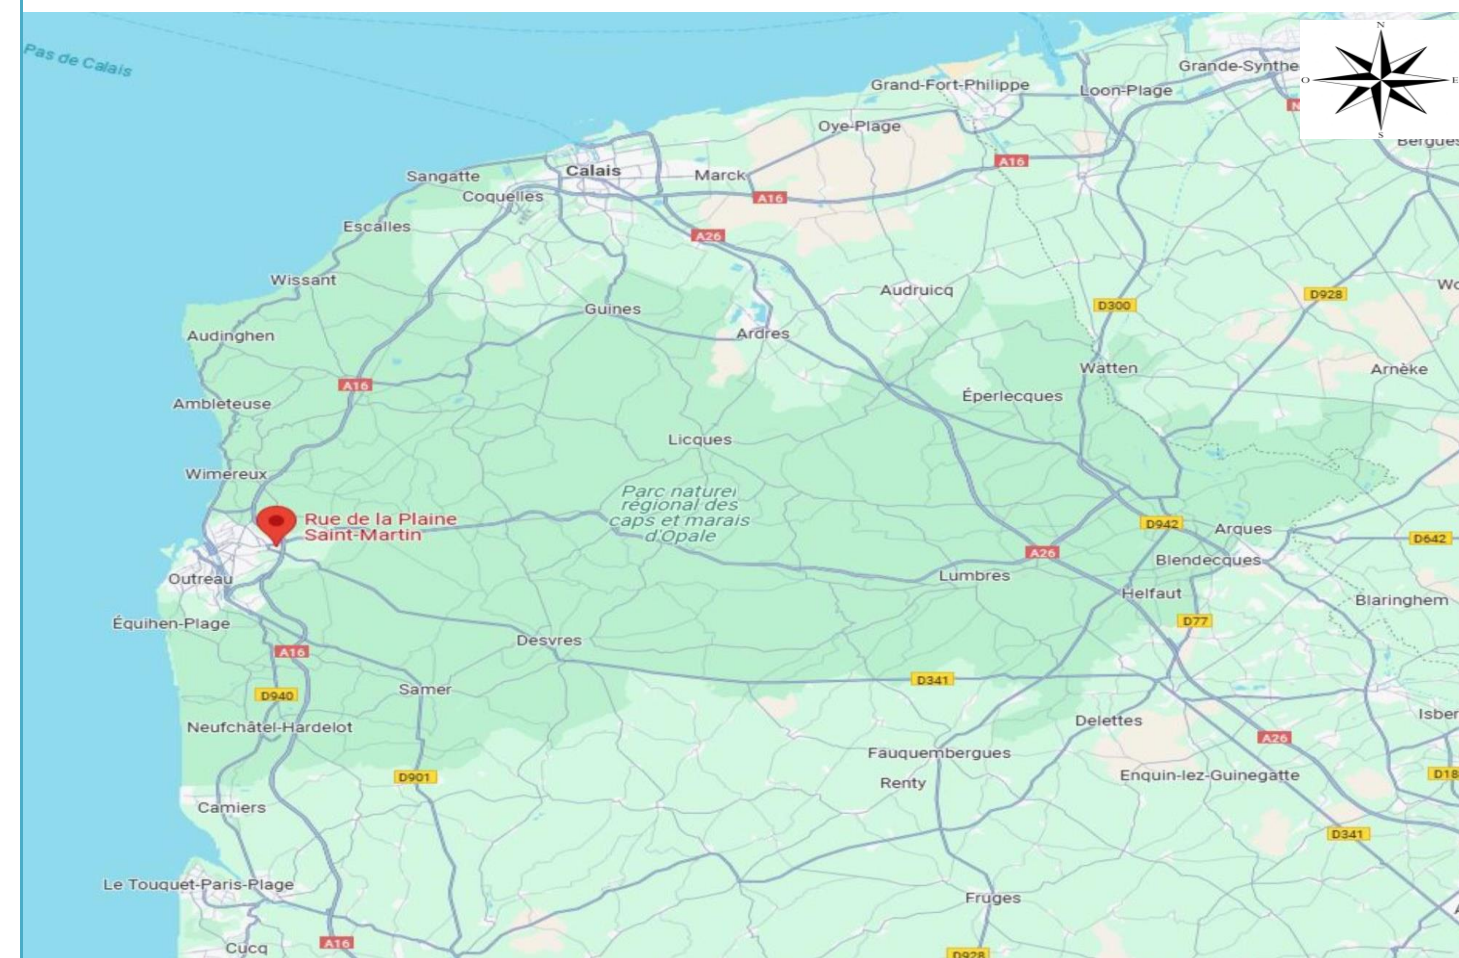 N
O
E
S
Pas de Calais
Grande-Synthe
Grand-Fort-Philippe
Loon-Plage
N
Oye-Plage
Bergues
A16
Calais
Sangatte
Marck
Coquelles
A16
Escalles
A26
Wissant
Audruicq
D928
Wo
D300
Guines
Audinghen
Ardres
Watten
Arnèke
A16
Éperlecques
Ambleteuse
Licques
Wimereux
Parc naturel
régional des
caps et marais
d'Opale
Rue de la Plaine
Saint-Martin
D942
Arques
D642
A26
Blendecques
Outreau
Lumbres
Helfaut
Blaringhem
Équihen-Plage
D77
Desvres
A16
D341
Samer
D940
Isber
Delettes
Neufchâtel-Hardelot
A26
Fauquembergues
D901
Enquin-lez-Guinegatte
D18
Renty
Camiers
D341
Le Touquet-Paris-Plage
Fruges
A
Cucq
A16
D928